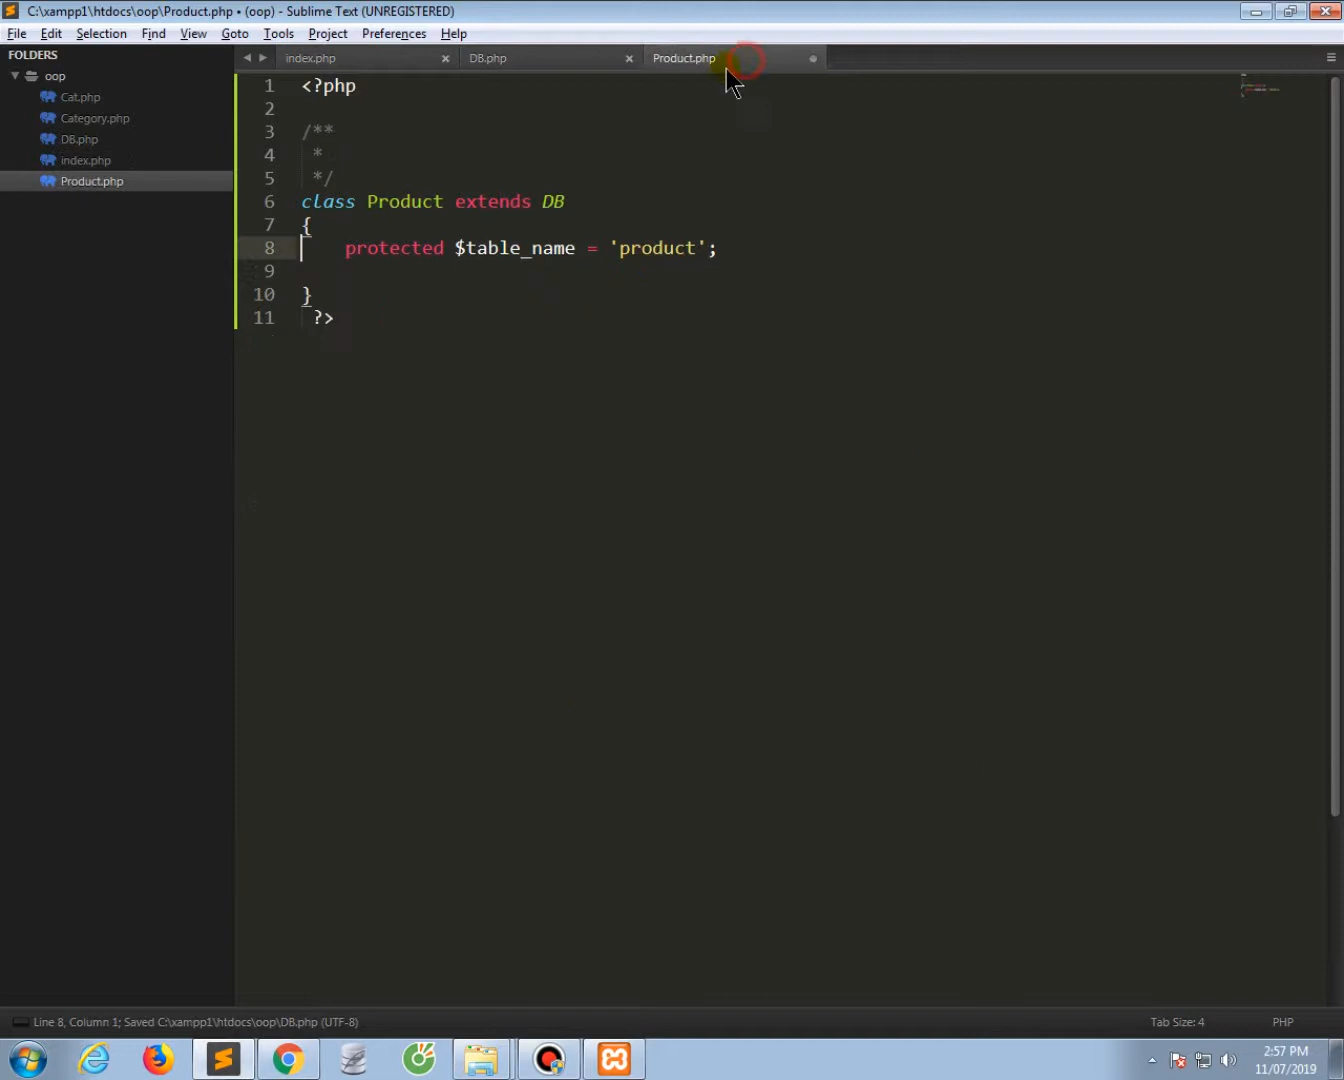 C:\xampp1\htdocs\oop\Product.php • (oop) - Sublime Text (UNREGISTERED)
File Edit Selection Find View Goto Tools Project Preferences Help
FOLDERS
oop
Cat.php
Category.php
DB.php
index.php
Product.php
index.php DB.php Product.php
1 <?php
2
3 /**
4 *
5 */
6 class Product extends DB
7 {
8 protected $table_name = 'product';
9
10 }
11 ?>
Line 8, Column 1; Saved C:\xampp1\htdocs\oop\DB.php (UTF-8) Tab Size: 4 PHP
2:57 PM
11/07/2019